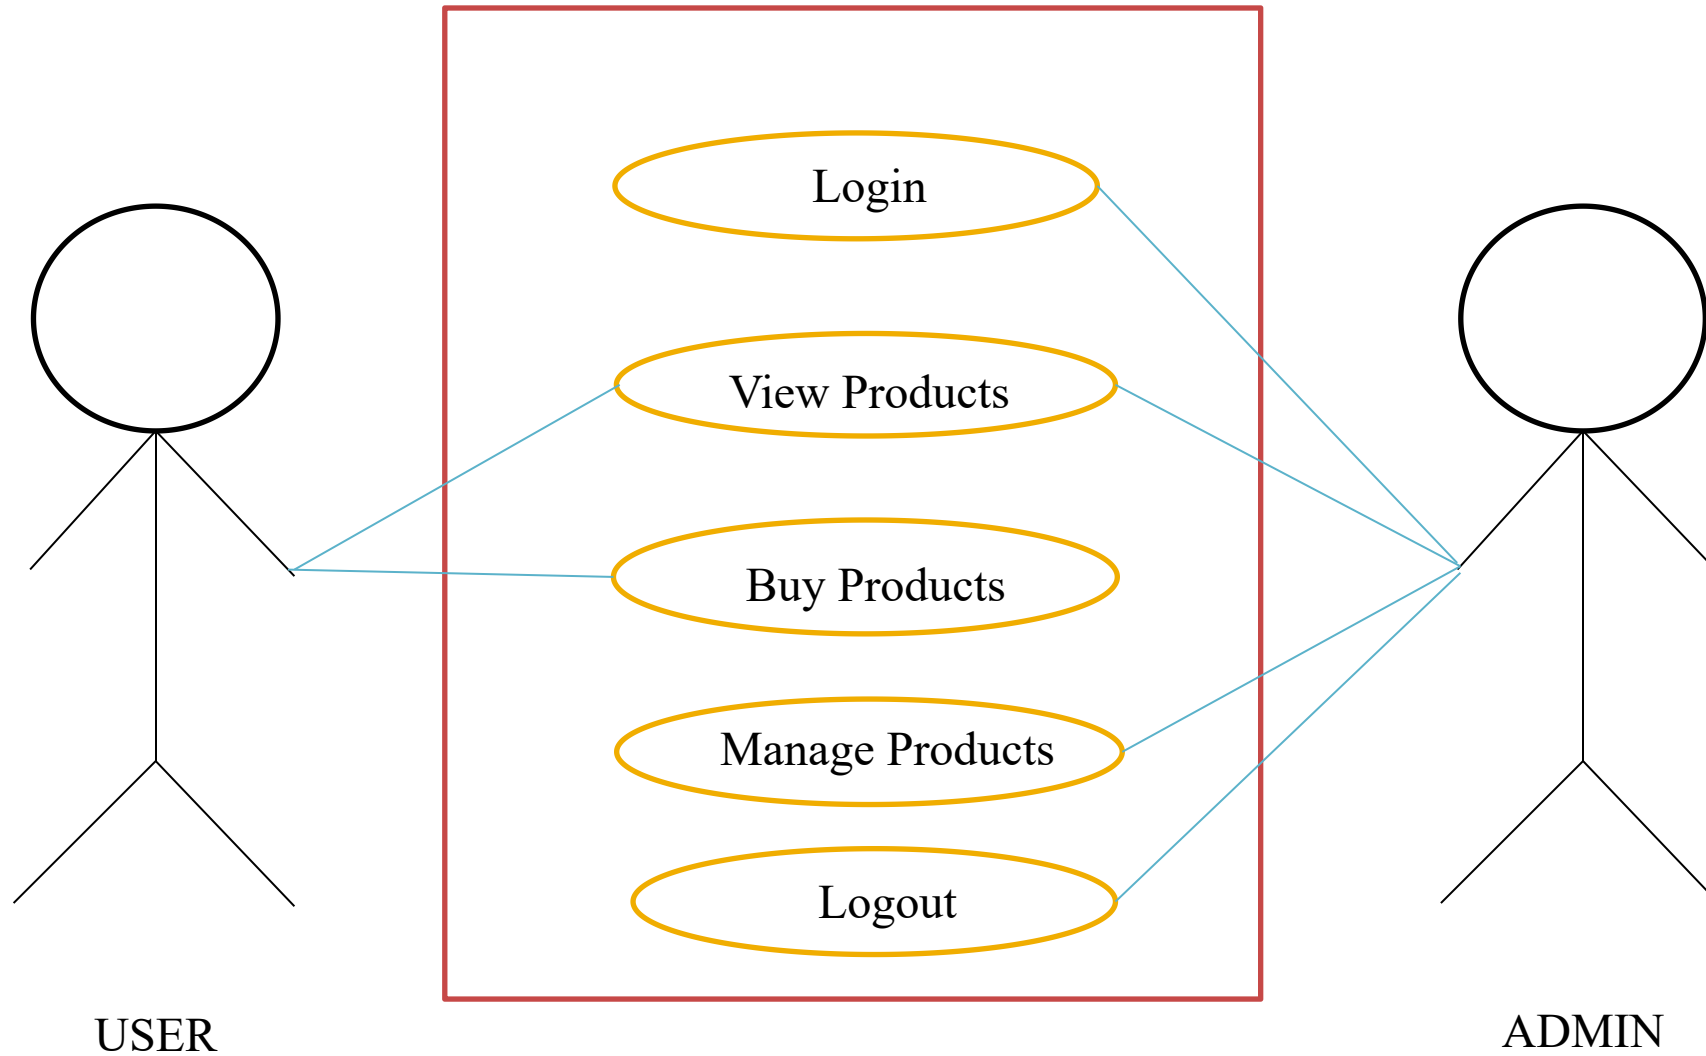 Login
View Products
Buy Products
Manage Products
Logout
USER
ADMIN